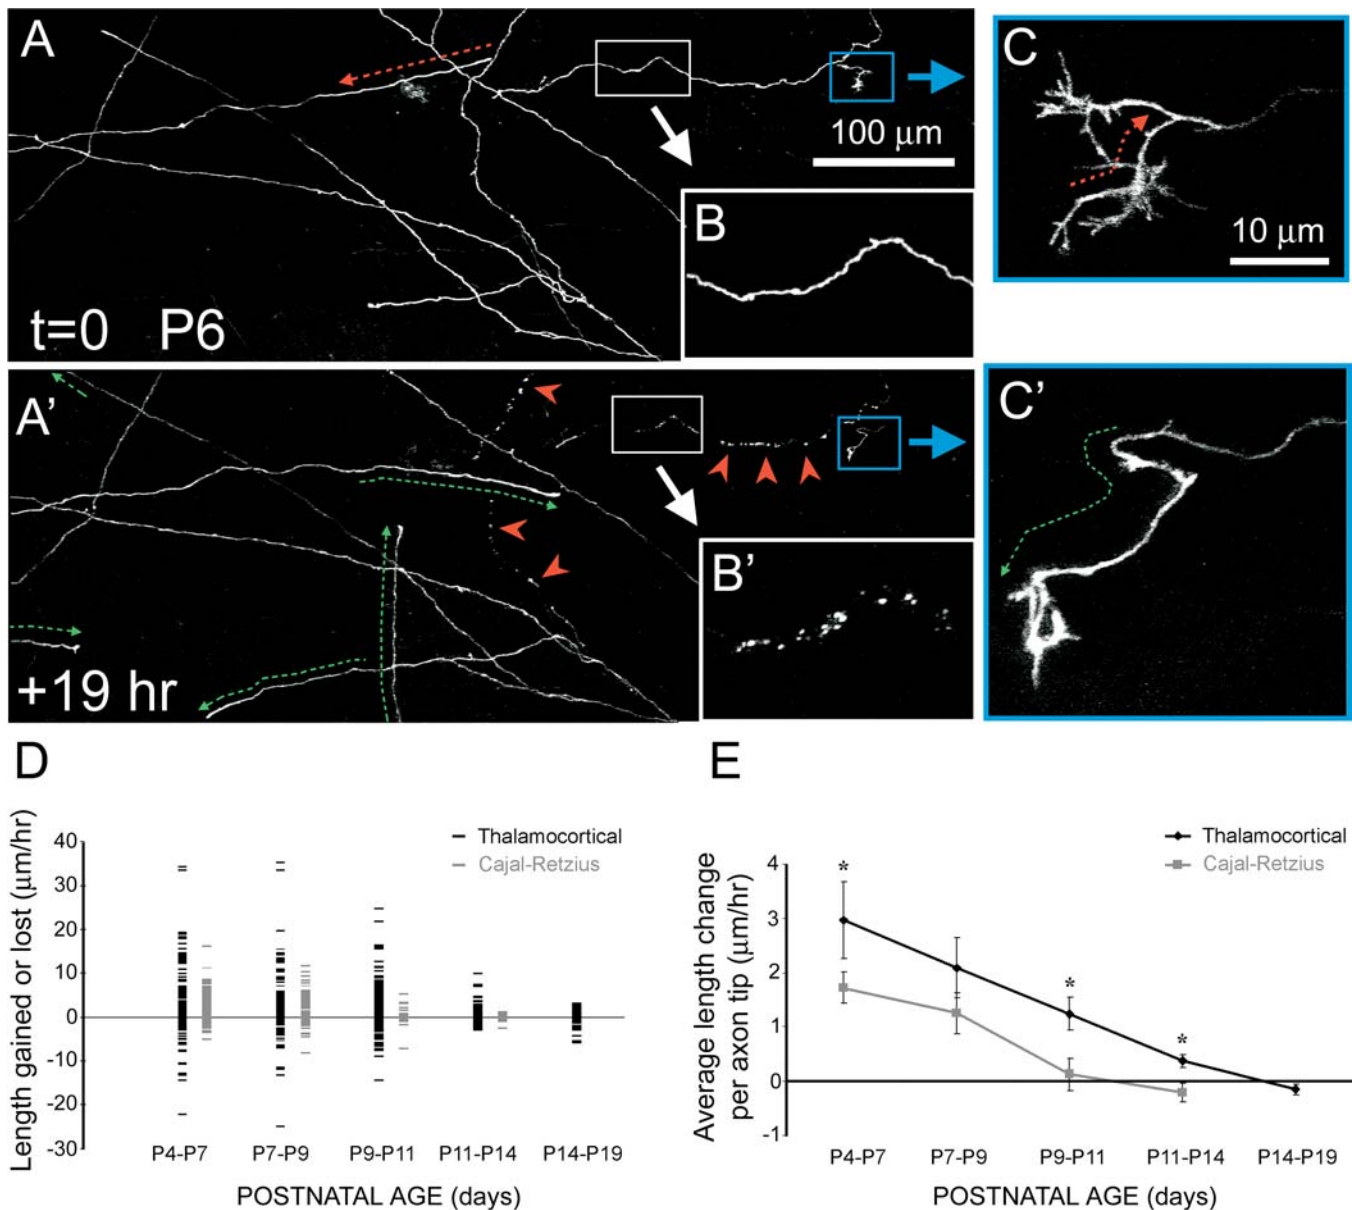 A
100 μm
t=0 P6
B
C
10 μm
A'
+19 hr
B'
C'
D
Length gained or lost (μm/hr)
40
30
20
10
0
-10
-20
-30
Thalamocortical
Cajal-Retzius
P4-P7 P7-P9 P9-P11 P11-P14 P14-P19
POSTNATAL AGE (days)
E
Average length change
per axon tip (μm/hr)
4
3
2
1
0
-1
Thalamocortical
Cajal-Retzius
*
*
*
P4-P7 P7-P9 P9-P11 P11-P14 P14-P19
POSTNATAL AGE (days)